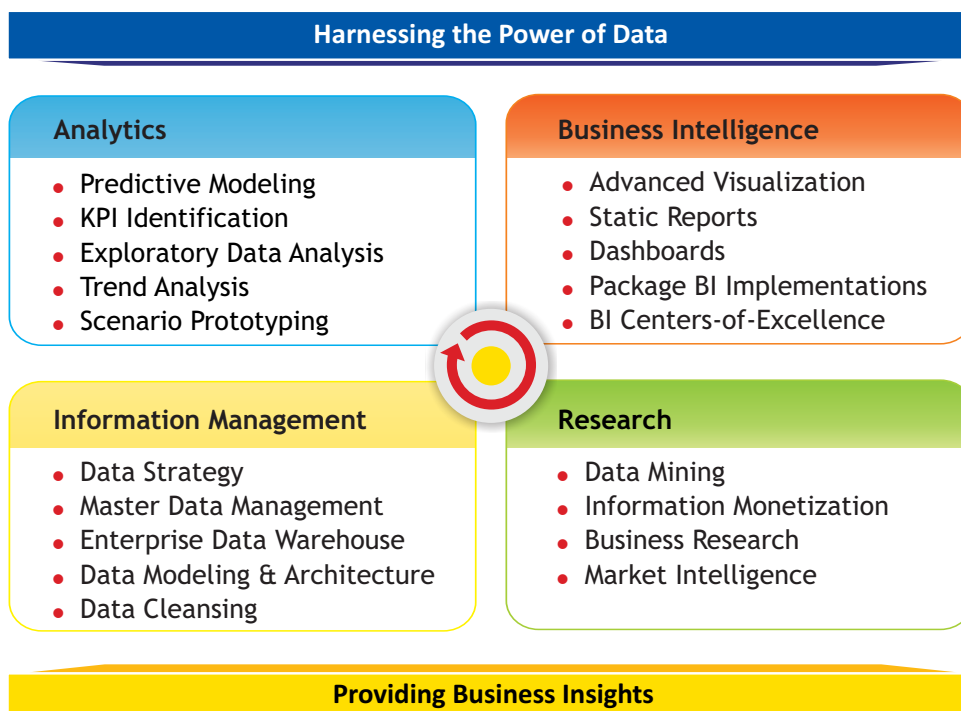 Harnessing the Power of Data
Analytics
Predictive Modeling
KPI Identification
Exploratory Data Analysis
Trend Analysis
Scenario Prototyping
Business Intelligence
Advanced Visualization
Static Reports
Dashboards
Package BI Implementations
BI Centers-of-Excellence
Information Management
Data Strategy
Master Data Management
Enterprise Data Warehouse
Data Modeling & Architecture
Data Cleansing
Research
Data Mining
Information Monetization
Business Research
Market Intelligence
Providing Business Insights